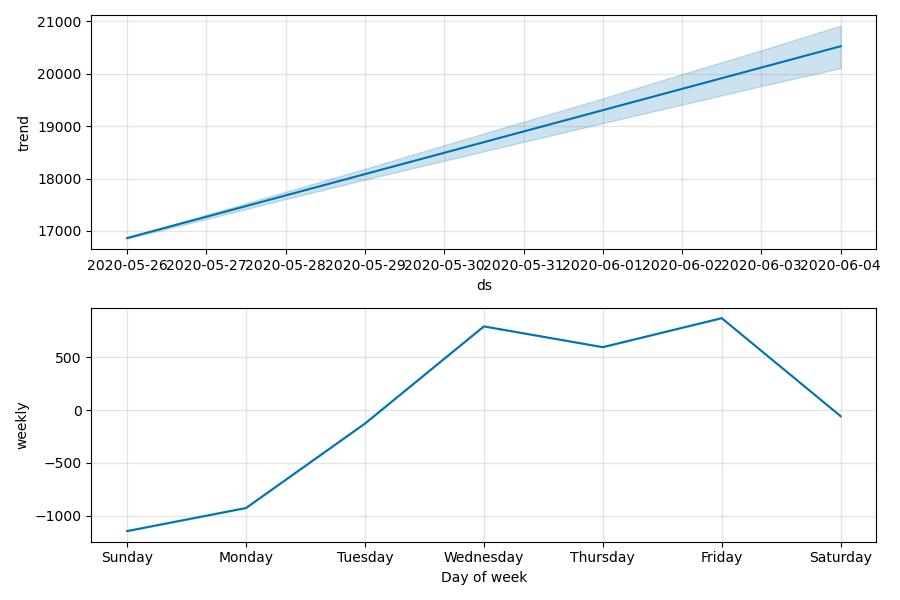 21000
20000
19000
18000
17000
trend
2020-05-26 2020-05-27 2020-05-28 2020-05-29 2020-05-30 2020-05-31 2020-06-01 2020-06-02 2020-06-03 2020-06-04
ds
500
0
−500
−1000
weekly
Sunday Monday Tuesday Wednesday Thursday Friday Saturday
Day of week